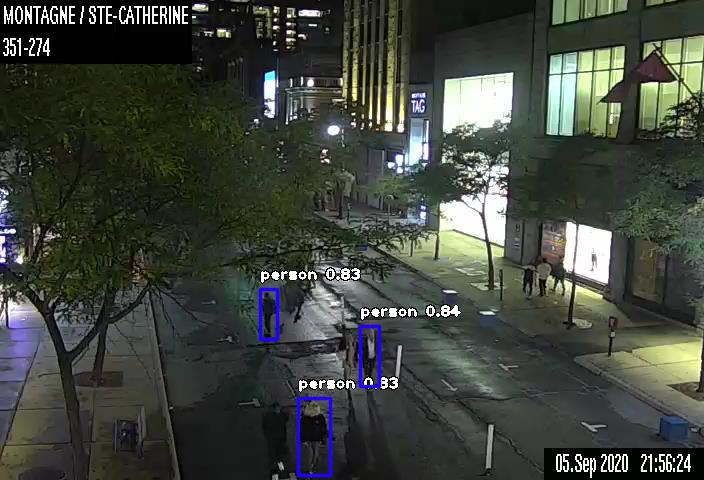 MONTAGNE / STE-CATHERINE
351-274
TAG
person 0.83
person 0.84
person 0.83
05.Sep 2020 21:56:24